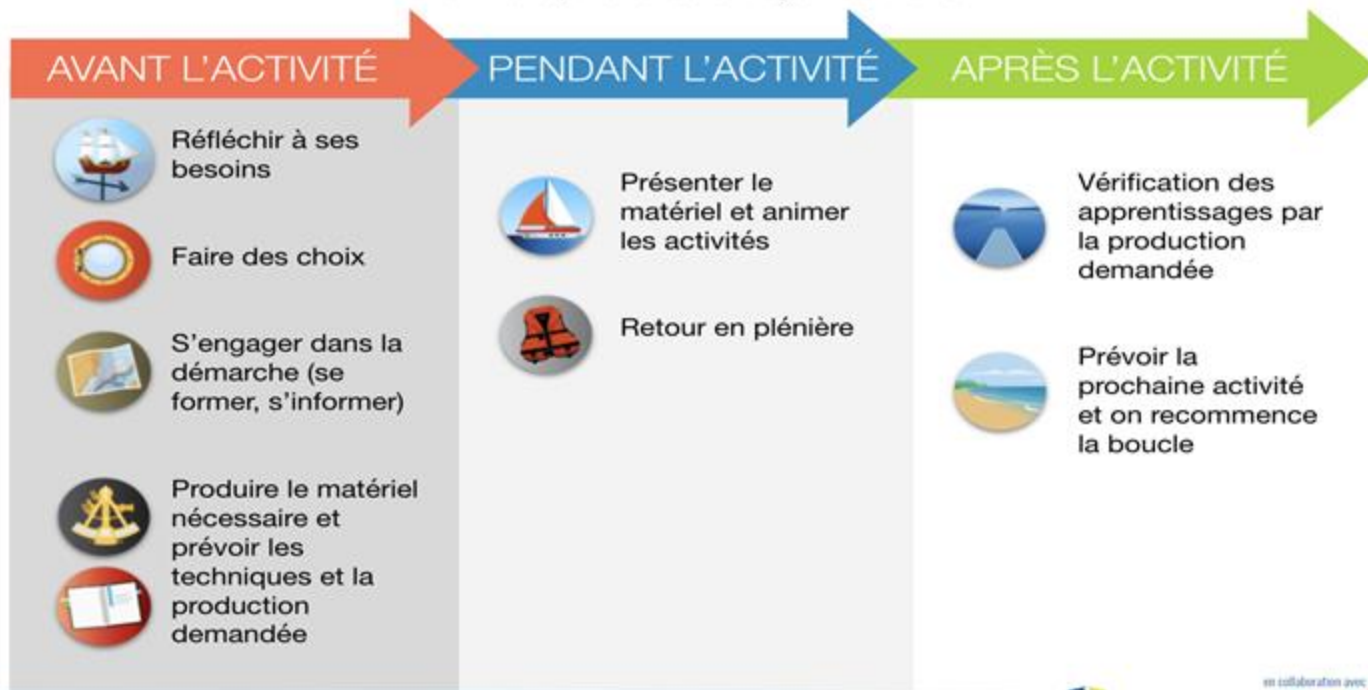 AVANT L'ACTIVITÉ
Réfléchir à ses
besoins
Faire des choix
S'engager dans la
démarche (se
former, s'informer)
Produire le matériel
nécessaire et
prévoir les
techniques et la
production
demandée
PENDANT L'ACTIVITÉ
Présenter le
matériel et animer
les activités
Retour en plénière
APRÈS L'ACTIVITÉ
Vérification des
apprentissages par
la production
demandée
Prévoir la
prochaine activité
et on recommence
la boucle
en collaboration avec